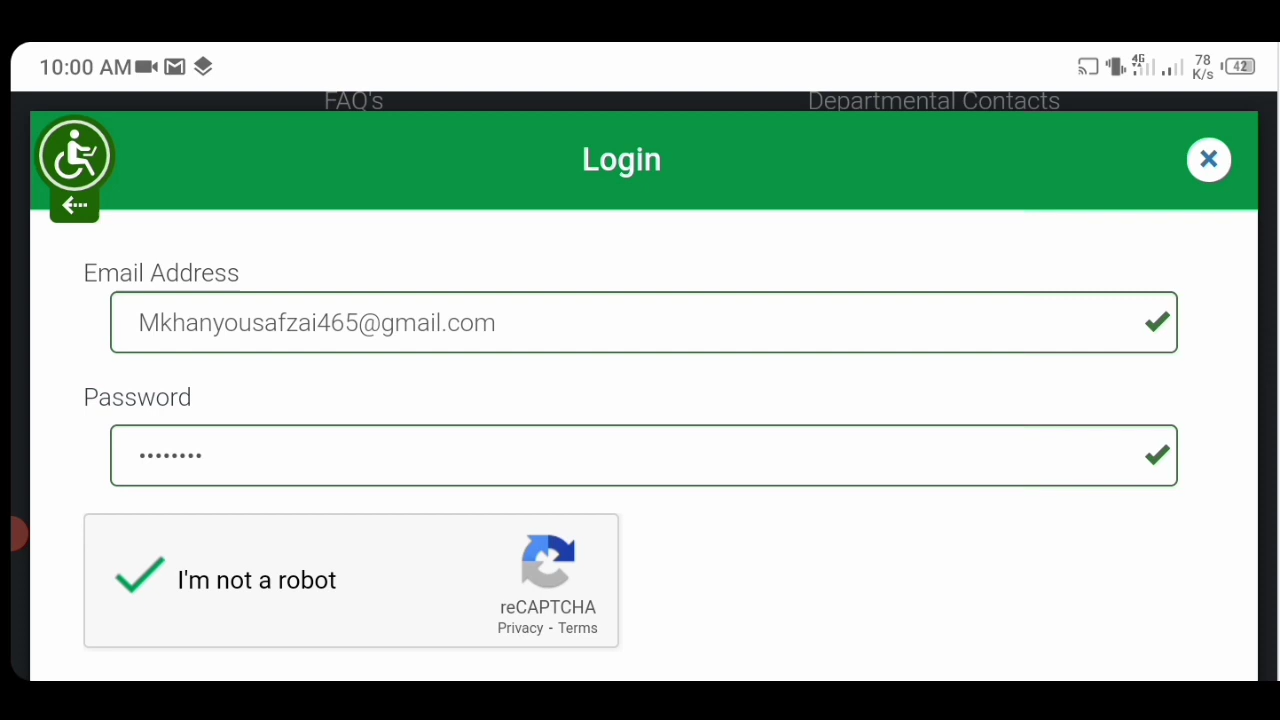 10:00 AM
4G
78
K/s
42
FAQ's
Departmental Contacts
Login
Email Address
Mkhanyousafzai465@gmail.com
Password
••••••••
I'm not a robot
reCAPTCHA
Privacy - Terms